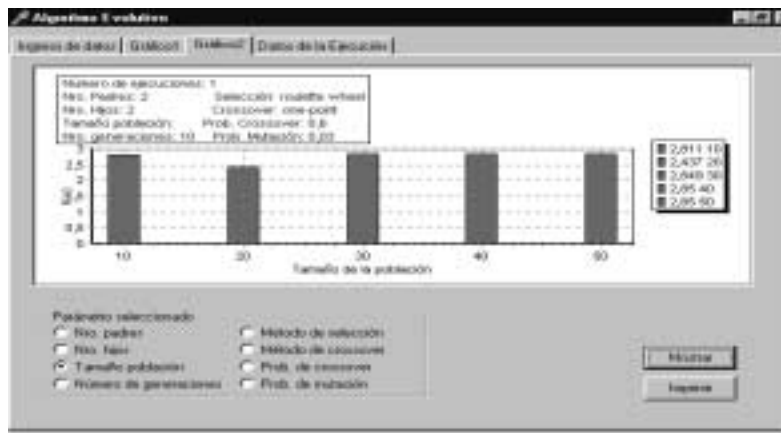 Algoritmo Evolutivo
Ingreso de datos Gráfico1 Gráfico2 Datos de la Ejecución
Número de ejecuciones: 1
Nro. Padres: 2 Selección: roulette wheel
Nro. Hijos: 2 Crossover: one-point
Tamaño población: Prob. Crossover: 0,6
Nro. generaciones: 10 Prob. Mutación: 0,03
3
2,5
2
1,5
1
0,5
0
f(x)
10 20 30 40 50
Tamaño de la población
2,811 10
2,437 20
2,849 30
2,85 40
2,85 50
Parámetro seleccionado
Nro. padres
Nro. hijos
Tamaño población
Número de generaciones
Método de selección
Método de crossover
Prob. de crossover
Prob. de mutación
Mostrar
Imprimir